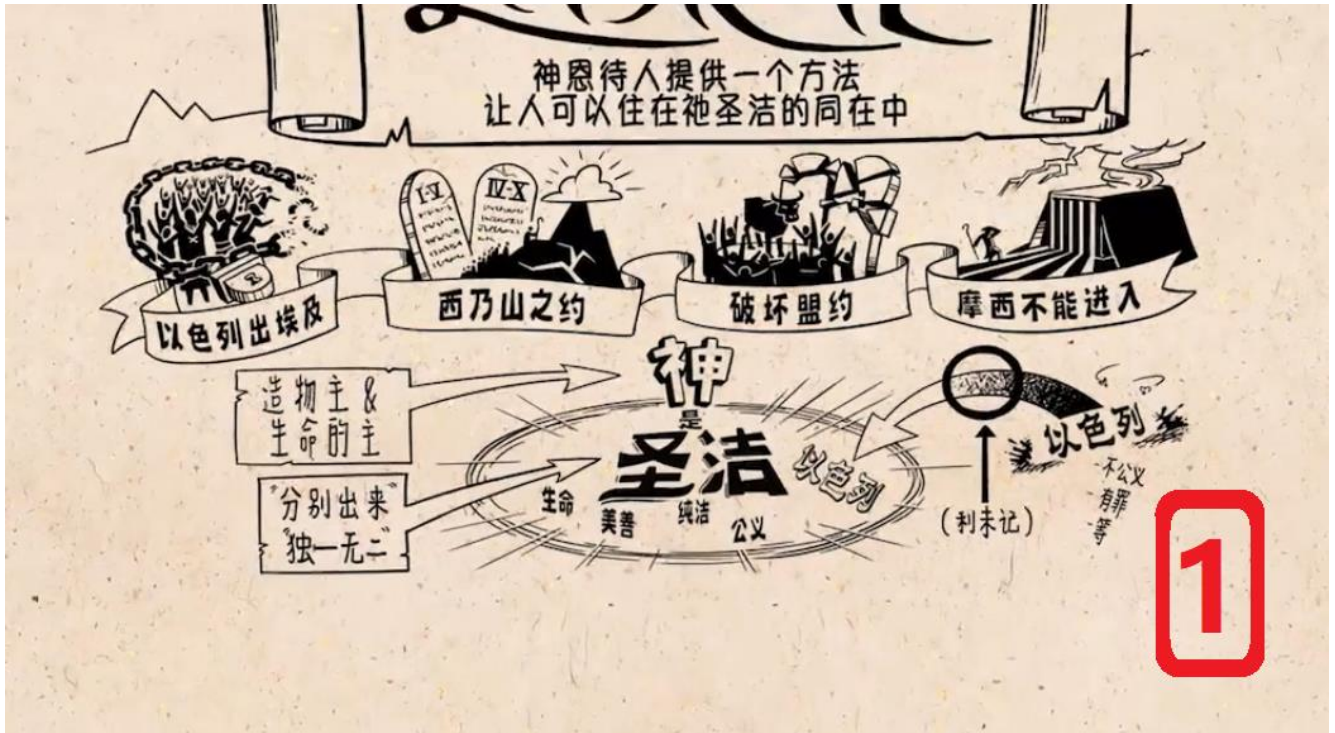 神恩待人提供一个方法
让人可以住在祂圣洁的同在中
I-V
IV-X
以色列出埃及
西乃山之约
破坏盟约
摩西不能进入
造物主&
生命的主
"分别出来"
"独一无二"
神
是
圣洁
以色列
生命
美善
纯洁
公义
以色列
不公义
有罪
等
(利未记)
1